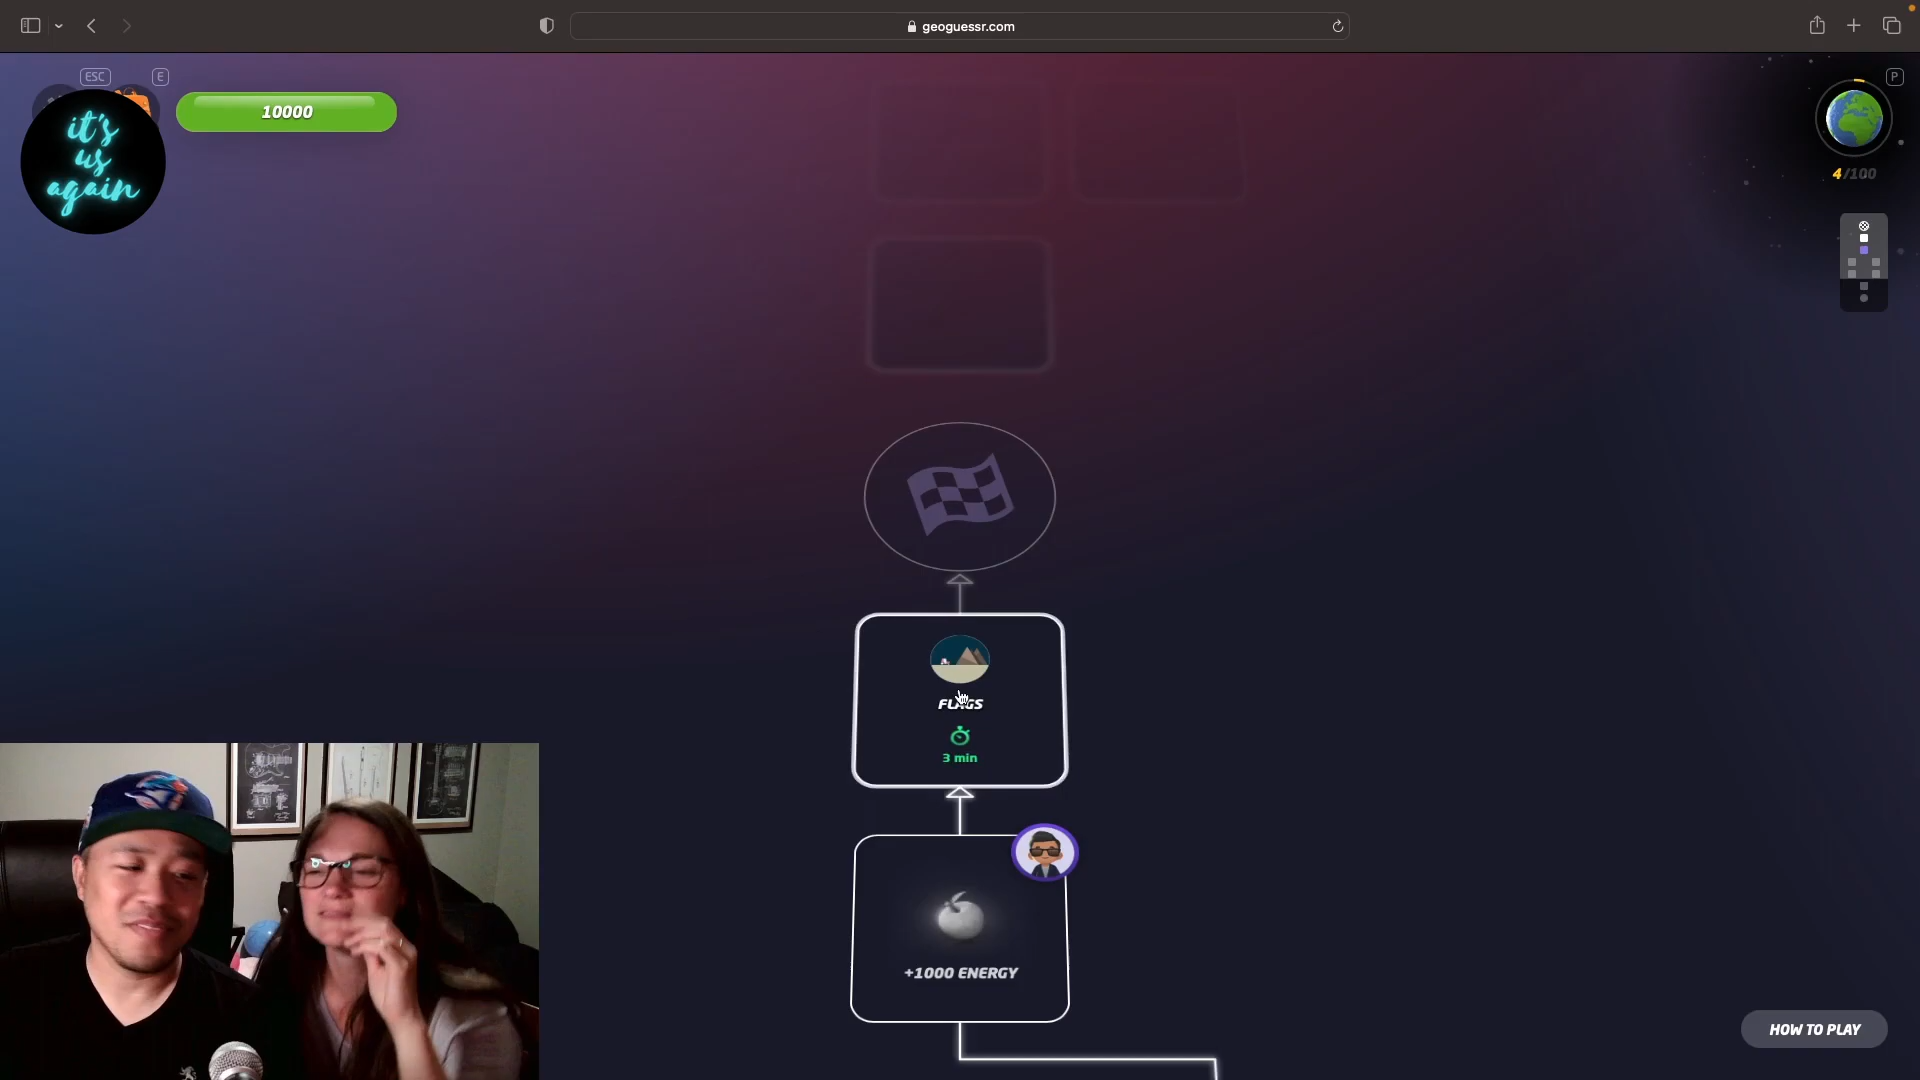 geoguessr.com
ESC
E
P
it's
us
again
10000
4/100
FLAGS
3 min
+1000 ENERGY
HOW TO PLAY